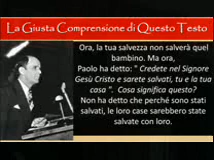 La Giusta Comprensione di Questo Testo
Ora, la tua salvezza non salverà quel
bambino. Ma ora,
Paolo ha detto: " Credete nel Signore
Gesù Cristo e sarete salvati, tu e la tua
casa ". Cosa significa questo?
Non ha detto che perché sono stati
salvati, le loro case sarebbero state
salvate con loro.